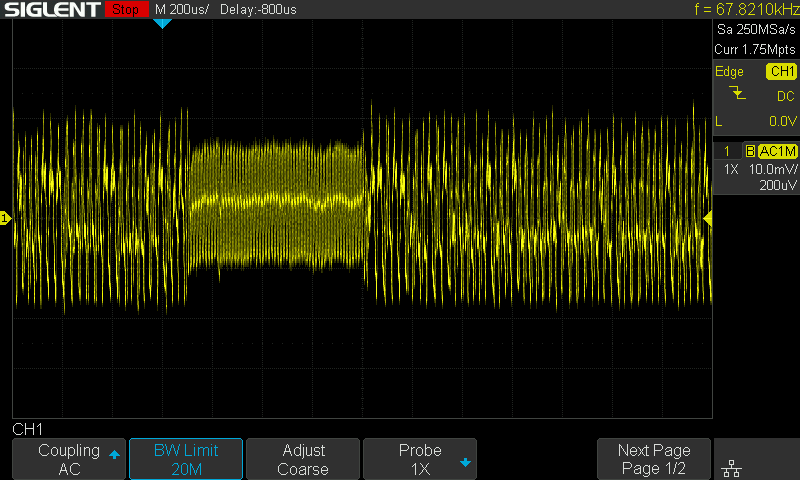 SIGLENT Stop M 200us/ Delay:-800us f = 67.8210kHz
Sa 250MSa/s
Curr 1.75Mpts
Edge CH1
DC
L 0.0V
1 B AC1M
1X 10.0mV/
200uV
1
CH1
Coupling
AC
BW Limit
20M
Adjust
Coarse
Probe
1X
Next Page
Page 1/2